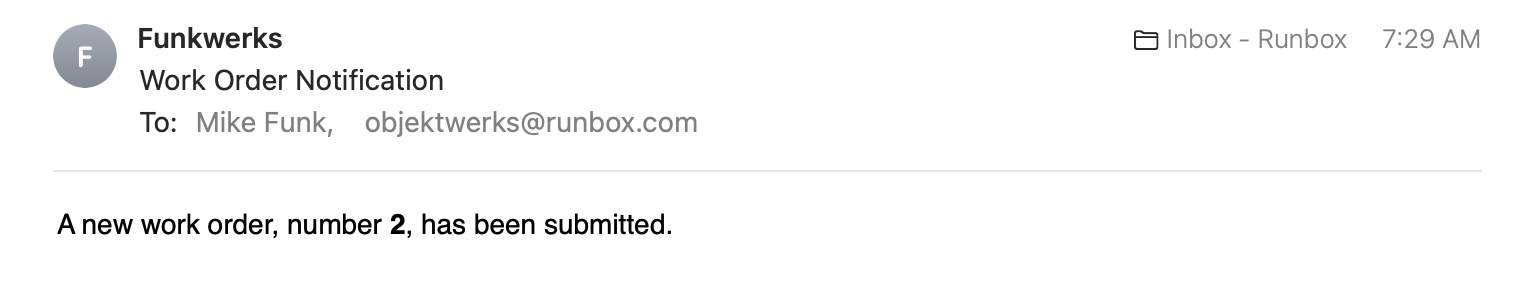 F
Funkwerks
Inbox - Runbox 7:29 AM
Work Order Notification
To: Mike Funk, objektwerks@runbox.com
A new work order, number 2, has been submitted.